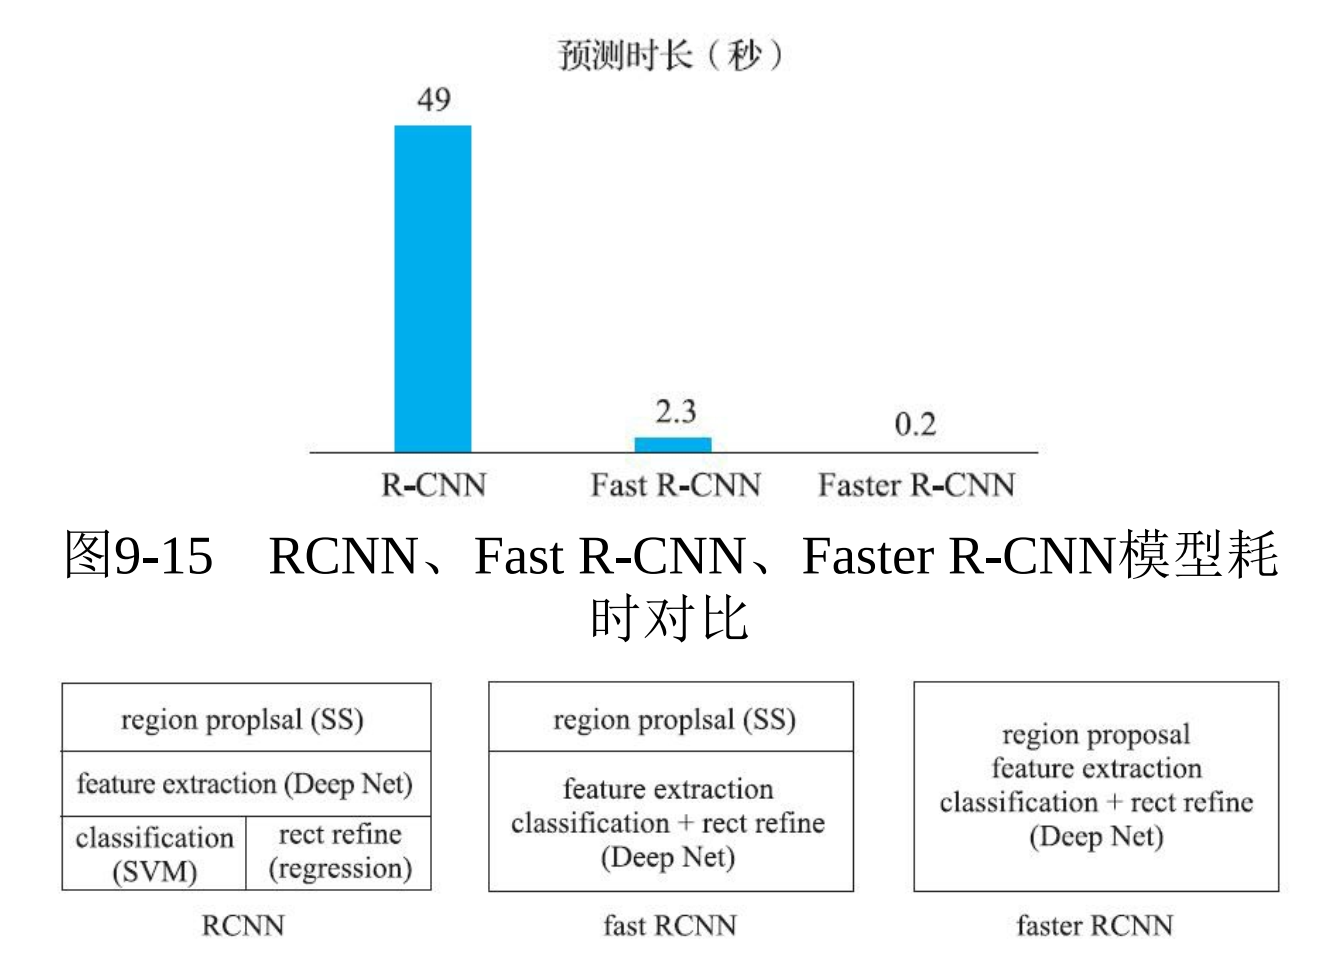 预测时长（秒）
49
2.3
0.2
R-CNN
Fast R-CNN
Faster R-CNN
图9-15 RCNN、Fast R-CNN、Faster R-CNN模型耗
时对比
region proplsal (SS)
feature extraction (Deep Net)
classification
(SVM)
rect refine
(regression)
RCNN
region proplsal (SS)
feature extraction
classification + rect refine
(Deep Net)
fast RCNN
region proposal
feature extraction
classification + rect refine
(Deep Net)
faster RCNN